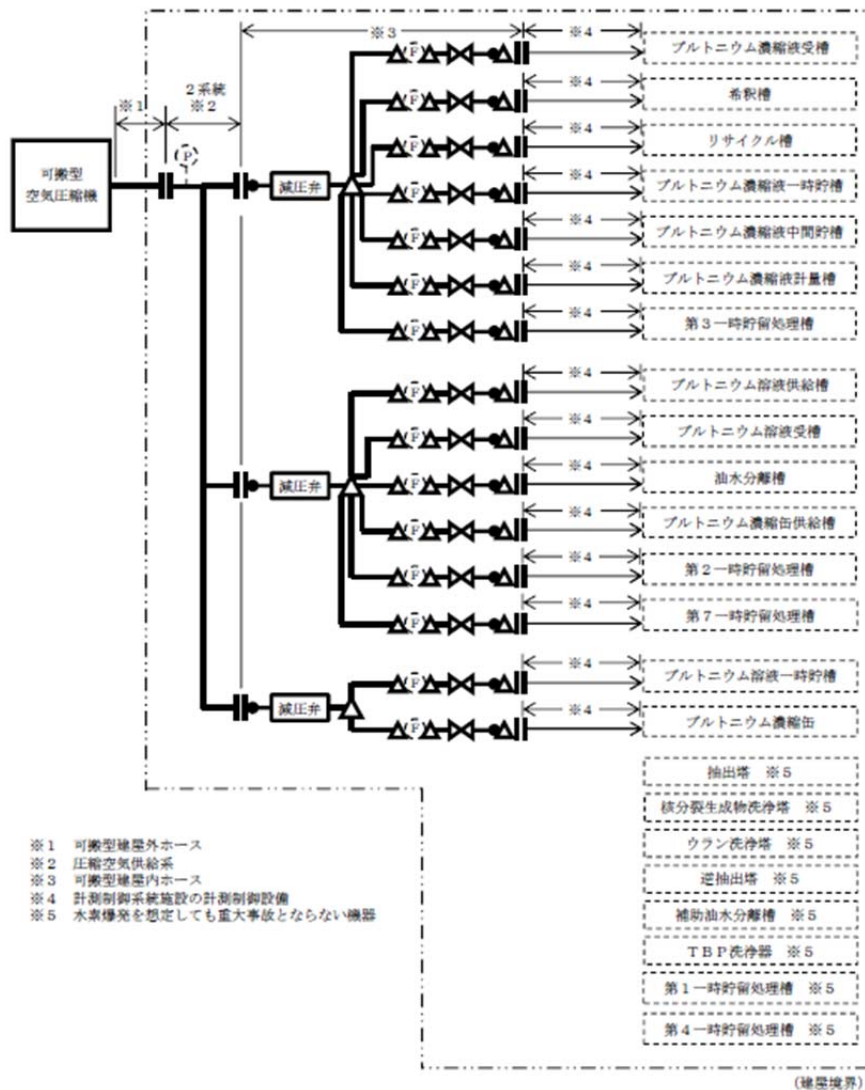 ※3
※4
プルトニウム濃縮液受槽
※1
2系統
※2
可搬型
空気圧縮機
P
減圧弁
F
※4
希釈槽
F
※4
リサイクル槽
F
※4
プルトニウム濃縮液一時貯槽
F
※4
プルトニウム濃縮液中間貯槽
F
※4
プルトニウム濃縮液計量槽
F
※4
第3一時貯留処理槽
F
※4
プルトニウム溶液供給槽
F
※4
プルトニウム溶液受槽
F
減圧弁
※4
油水分離槽
F
※4
プルトニウム濃縮缶供給槽
F
※4
第2一時貯留処理槽
F
※4
第7一時貯留処理槽
F
※4
プルトニウム溶液一時貯槽
F
減圧弁
※4
プルトニウム濃縮缶
F
抽出塔 ※5
核分裂生成物洗浄塔 ※5
ウラン洗浄塔 ※5
逆抽出塔 ※5
補助油水分離槽 ※5
TBP洗浄器 ※5
第1一時貯留処理槽 ※5
第4一時貯留処理槽 ※5
※1 可搬型建屋外ホース
※2 圧縮空気供給系
※3 可搬型建屋内ホース
※4 計測制御系統施設の計測制御設備
※5 水素爆発を想定しても重大事故とならない機器
(建屋境界)